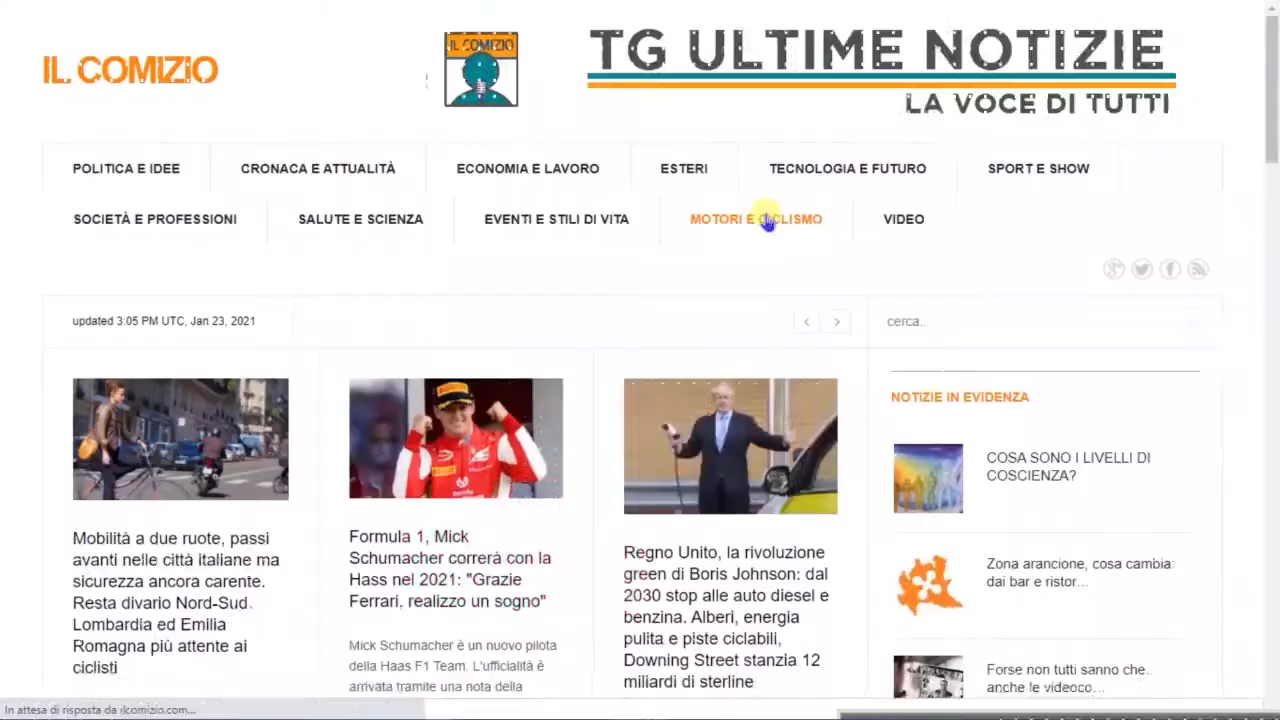 IL COMIZIO
IL COMIZIO
TG ULTIME NOTIZIE
LA VOCE DI TUTTI
POLITICA E IDEE
CRONACA E ATTUALITÀ
ECONOMIA E LAVORO
ESTERI
TECNOLOGIA E FUTURO
SPORT E SHOW
SOCIETÀ E PROFESSIONI
SALUTE E SCIENZA
EVENTI E STILI DI VITA
MOTORI E CICLISMO
VIDEO
updated 3:05 PM UTC, Jan 23, 2021
cerca..
Mobilità a due ruote, passi
avanti nelle città italiane ma
sicurezza ancora carente.
Resta divario Nord-Sud.
Lombardia ed Emilia
Romagna più attente ai
ciclisti
Formula 1, Mick
Schumacher correrà con la
Hass nel 2021: "Grazie
Ferrari, realizzo un sogno"
Mick Schumacher è un nuovo pilota
della Haas F1 Team. L'ufficialità è
arrivata tramite una nota della
Regno Unito, la rivoluzione
green di Boris Johnson: dal
2030 stop alle auto diesel e
benzina. Alberi, energia
pulita e piste ciclabili,
Downing Street stanzia 12
miliardi di sterline
NOTIZIE IN EVIDENZA
COSA SONO I LIVELLI DI
COSCIENZA?
Zona arancione, cosa cambia:
dai bar e ristor...
Forse non tutti sanno che..
anche le videoco...
In attesa di risposta da ilcomizio.com...